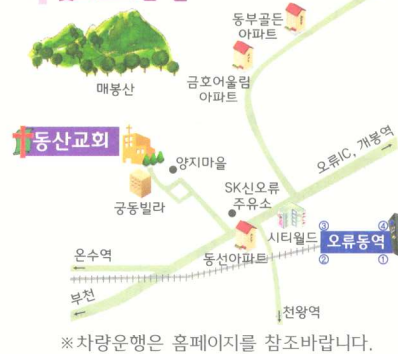 동부골든
아파트
금호어울림
아파트
매봉산
동산교회
양지마을
오류IC, 개봉역
SK신오류
주유소
궁동빌라
시티월드
③ ④
오류동역
② ①
동선아파트
온수역
부천
천왕역
※차량운행은 홈페이지를 참조바랍니다.